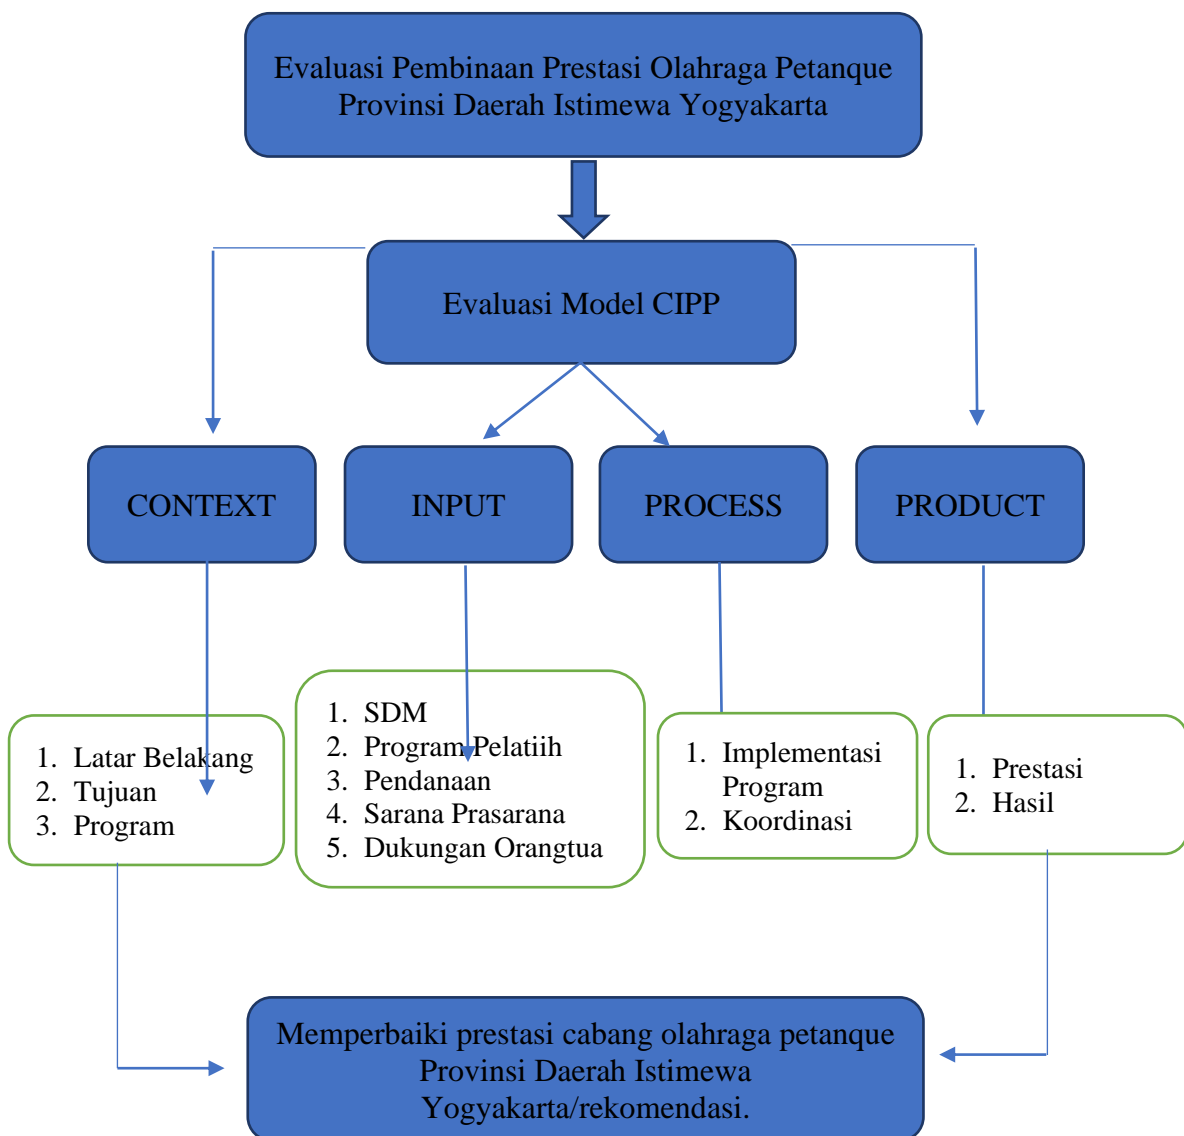 Evaluasi Pembinaan Prestasi Olahraga Petanque
Provinsi Daerah Istimewa Yogyakarta
Evaluasi Model CIPP
CONTEXT
INPUT
PROCESS
PRODUCT
1. Latar Belakang
2. Tujuan
3. Program
1. SDM
2. Program Pelatiih
3. Pendanaan
4. Sarana Prasarana
5. Dukungan Orangtua
1. Implementasi
Program
2. Koordinasi
1. Prestasi
2. Hasil
Memperbaiki prestasi cabang olahraga petanque
Provinsi Daerah Istimewa
Yogyakarta/rekomendasi.